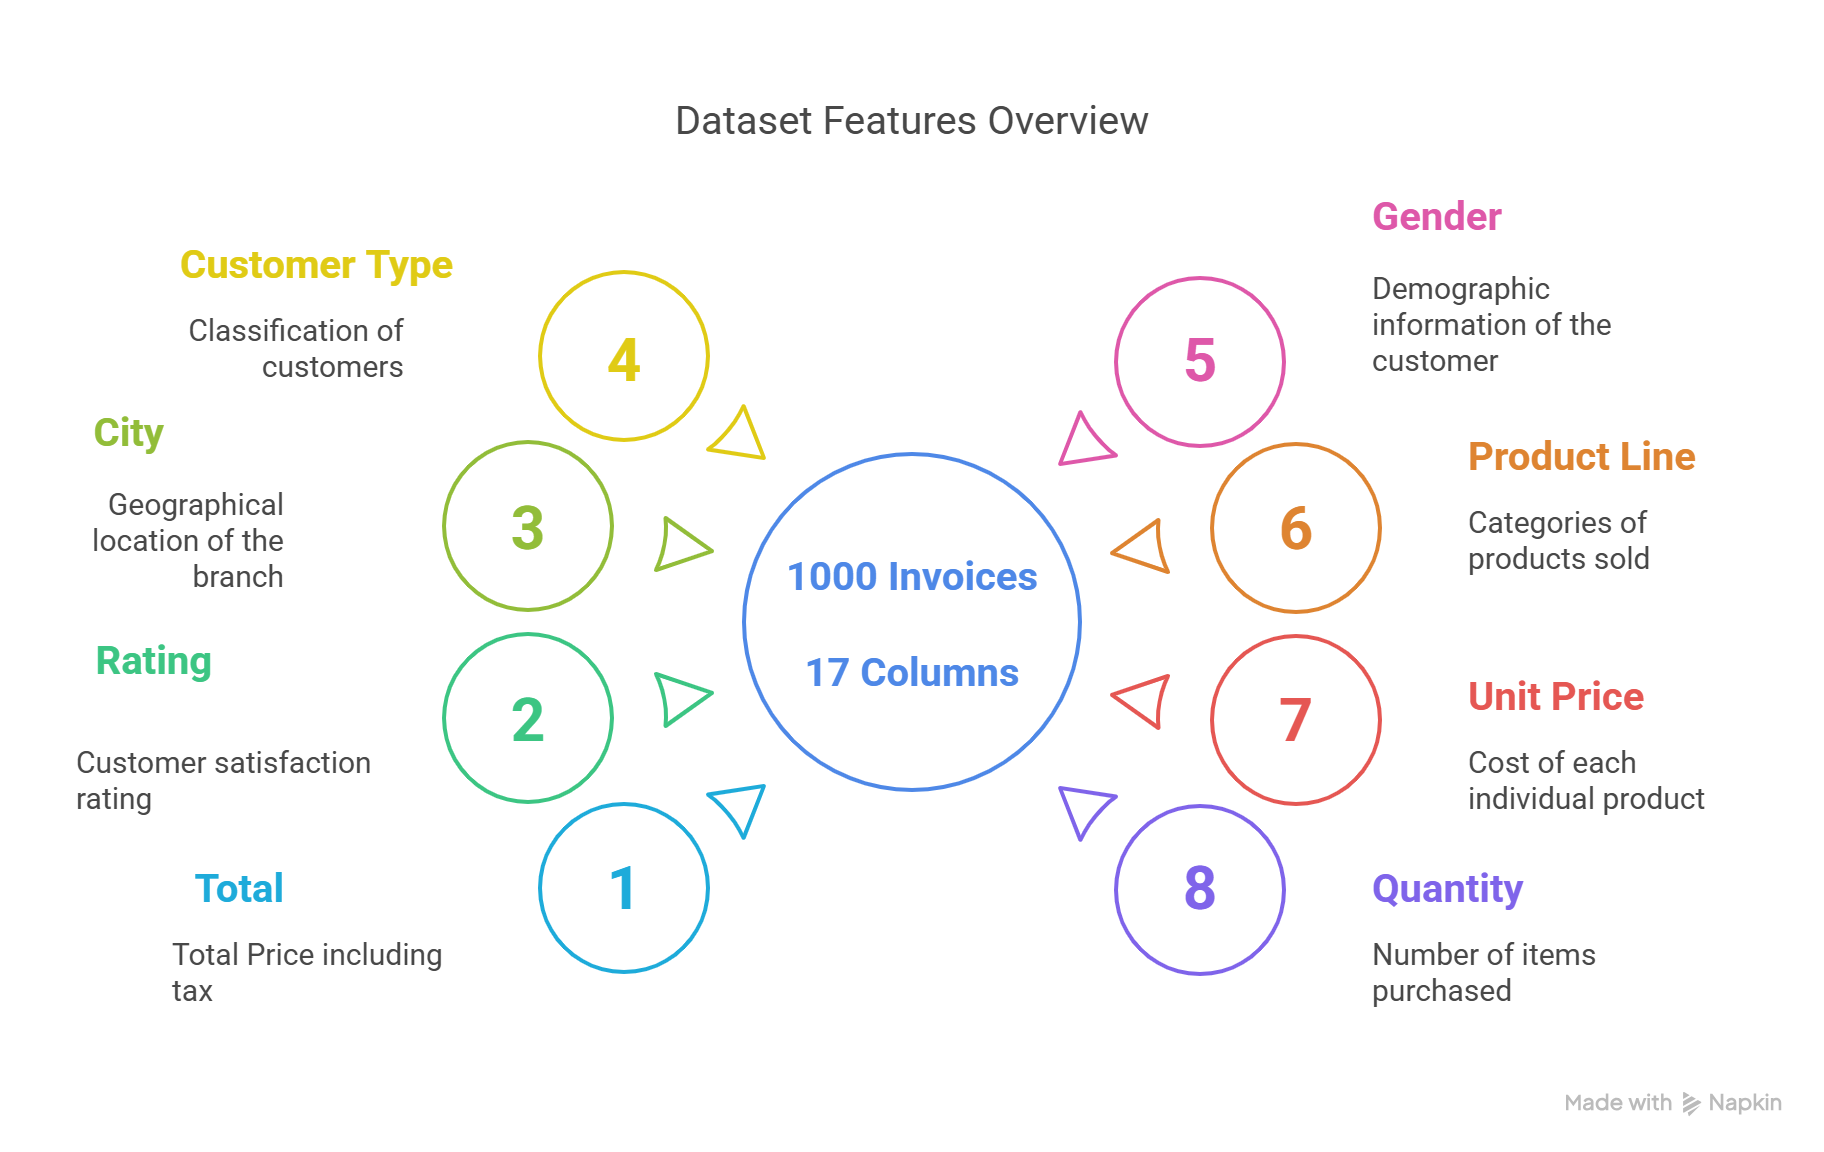 Dataset Features Overview
Customer Type
Classification of
customers
4
City
Geographical
location of the
branch
3
Rating
Customer satisfaction
rating
2
Total
Total Price including
tax
1
1000 Invoices
17 Columns
Gender
Demographic
information of the
customer
5
Product Line
Categories of
products sold
6
Unit Price
Cost of each
individual product
7
Quantity
Number of items
purchased
8
Made with Napkin